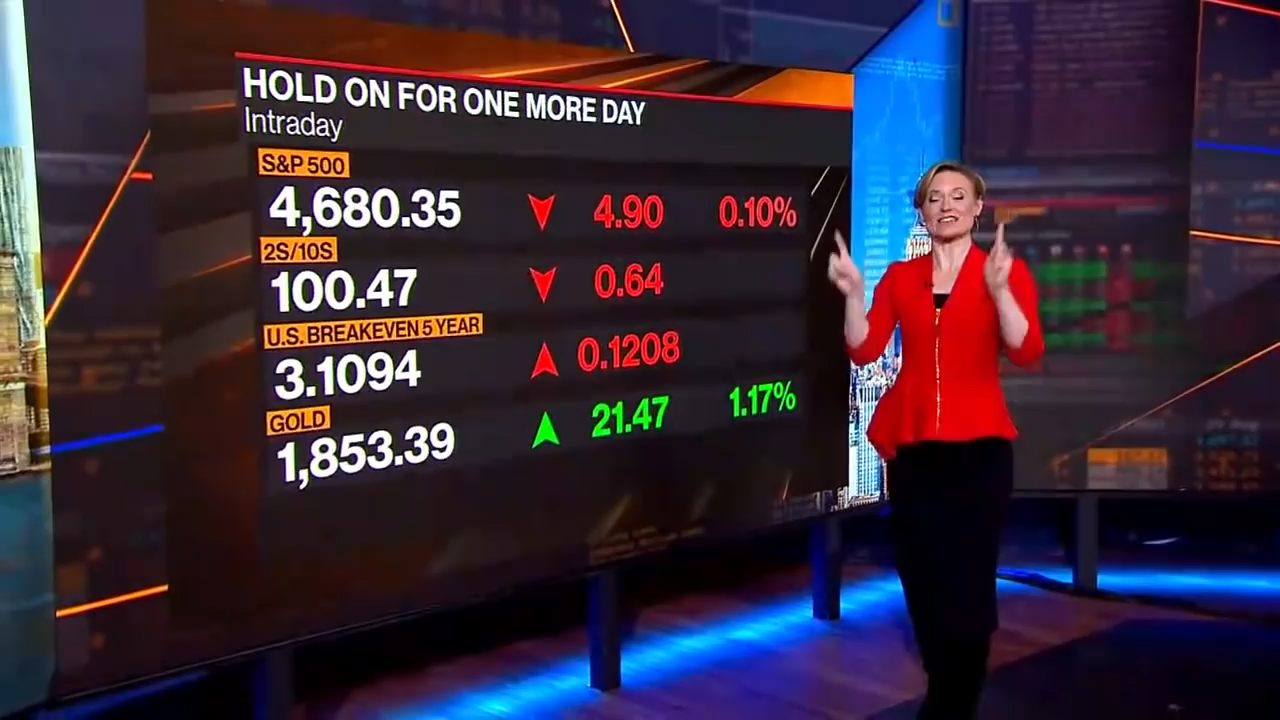 HOLD ON FOR ONE MORE DAY
Intraday
S&P 500
4,680.35 4.90 0.10%
2S/10S
100.47 0.64
U.S. BREAKEVEN 5 YEAR
3.1094 0.1208
GOLD
1,853.39 21.47 1.17%